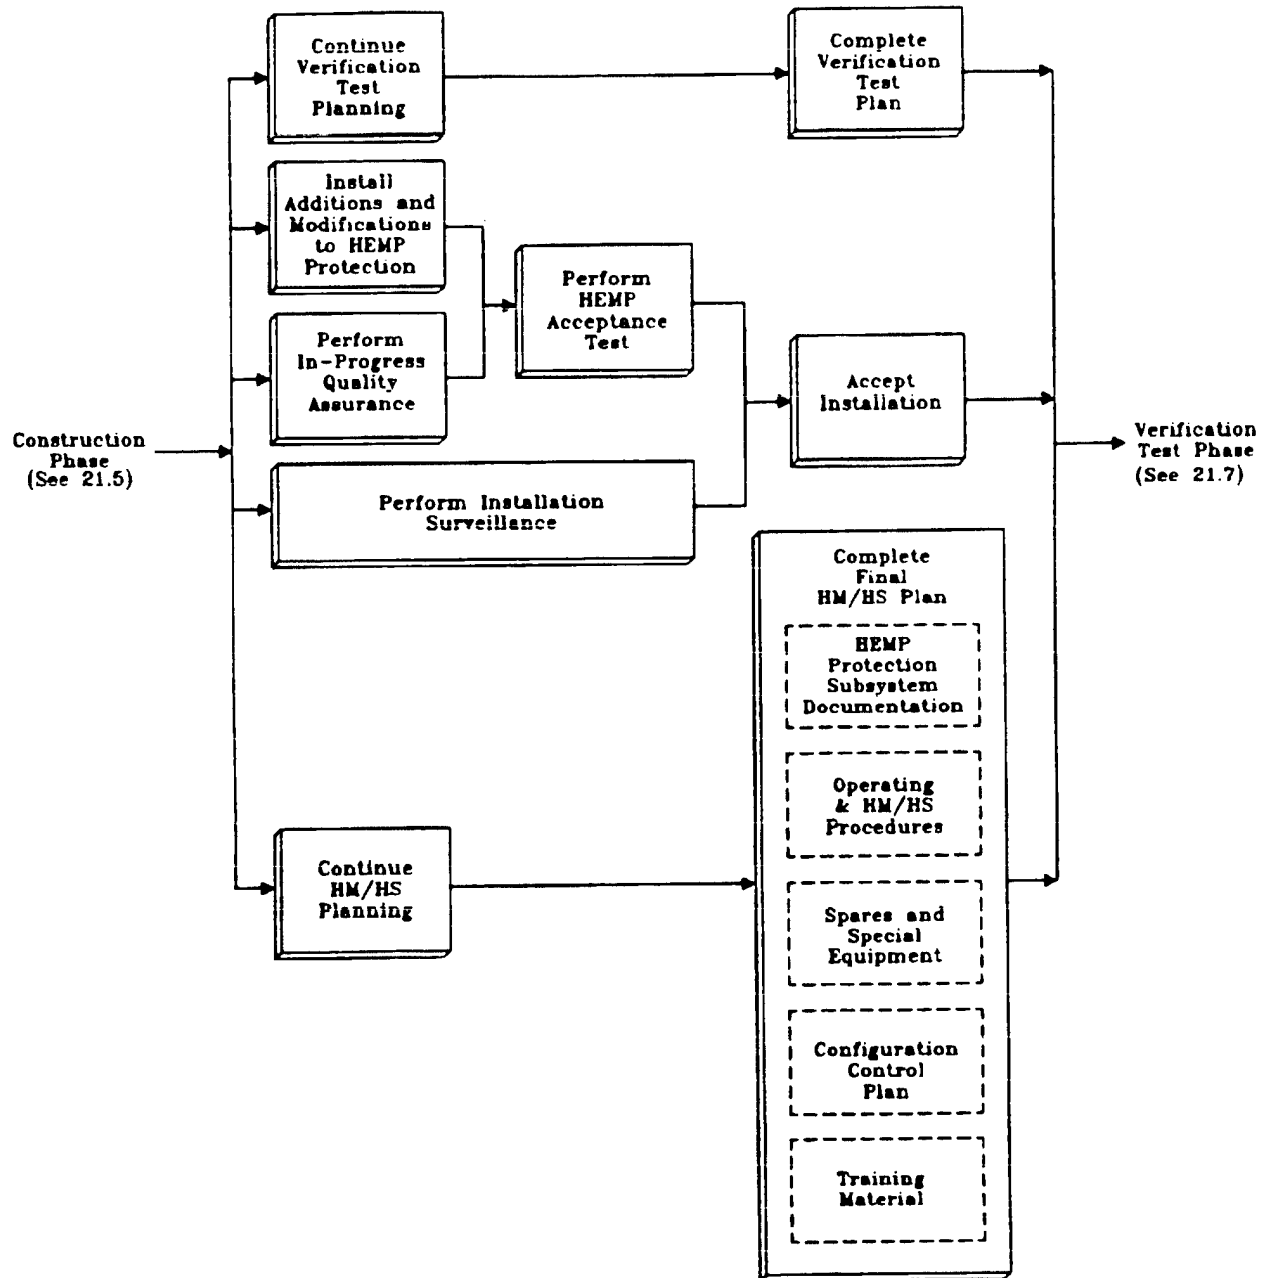 Continue
Verification
Test
Planning
Complete
Verification
Test
Plan
Install
Additions and
Modifications
to HEMP
Protection
Perform
HEMP
Acceptance
Test
Perform
In-Progress
Quality
Assurance
Accept
Installation
Construction
Phase
(See 21.5)
Verification
Test Phase
(See 21.7)
Perform Installation
Surveillance
Complete
Final
HM/HS Plan
HEMP
Protection
Subsystem
Documentation
Operating
& HM/HS
Procedures
Continue
HM/HS
Planning
Spares and
Special
Equipment
Configuration
Control
Plan
Training
Material